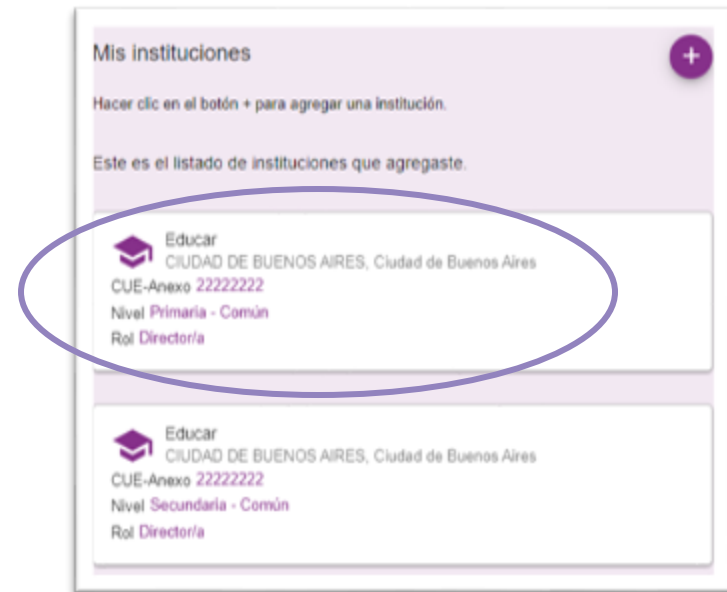 Mis instituciones
+
Hacer clic en el botón + para agregar una institución.
Este es el listado de instituciones que agregaste.
Educar
CIUDAD DE BUENOS AIRES, Ciudad de Buenos Aires
CUE-Anexo 22222222
Nivel Primaria - Común
Rol Director/a
Educar
CIUDAD DE BUENOS AIRES, Ciudad de Buenos Aires
CUE-Anexo 22222222
Nivel Secundaria - Común
Rol Director/a